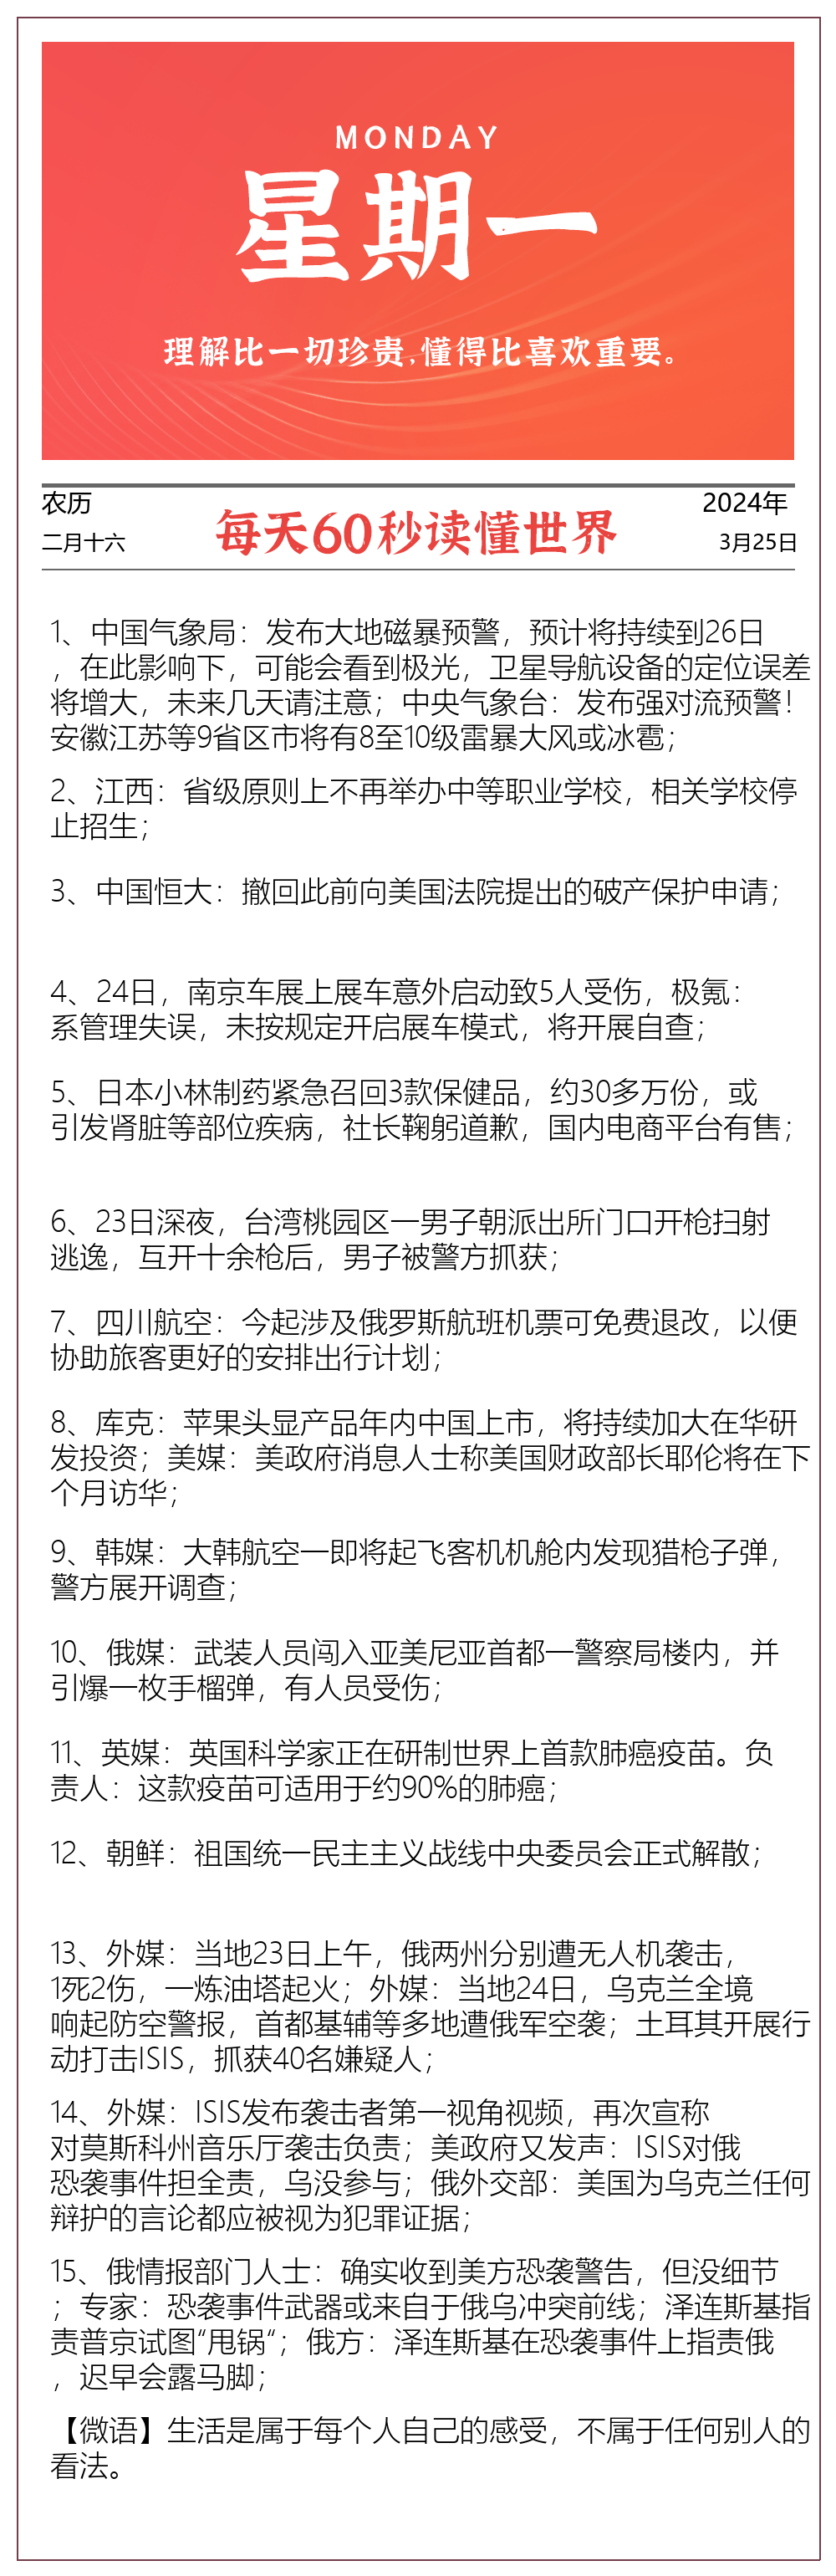 MONDAY
星期一
理解比一切珍贵,懂得比喜欢重要。
农历
二月十六
每天60秒读懂世界
2024年
3月25日
1、中国气象局：发布大地磁暴预警，预计将持续到26日
，在此影响下，可能会看到极光，卫星导航设备的定位误差
将增大，未来几天请注意；中央气象台：发布强对流预警！
安徽江苏等9省区市将有8至10级雷暴大风或冰雹；
2、江西：省级原则上不再举办中等职业学校，相关学校停
止招生；
3、中国恒大：撤回此前向美国法院提出的破产保护申请；
4、24日，南京车展上展车意外启动致5人受伤，极氪：
系管理失误，未按规定开启展车模式，将开展自查；
5、日本小林制药紧急召回3款保健品，约30多万份，或
引发肾脏等部位疾病，社长鞠躬道歉，国内电商平台有售；
6、23日深夜，台湾桃园区一男子朝派出所门口开枪扫射
逃逸，互开十余枪后，男子被警方抓获；
7、四川航空：今起涉及俄罗斯航班机票可免费退改，以便
协助旅客更好的安排出行计划；
8、库克：苹果头显产品年内中国上市，将持续加大在华研
发投资；美媒：美政府消息人士称美国财政部长耶伦将在下
个月访华；
9、韩媒：大韩航空一即将起飞客机机舱内发现猎枪子弹，
警方展开调查；
10、俄媒：武装人员闯入亚美尼亚首都一警察局楼内，并
引爆一枚手榴弹，有人员受伤；
11、英媒：英国科学家正在研制世界上首款肺癌疫苗。负
责人：这款疫苗可适用于约90%的肺癌；
12、朝鲜：祖国统一民主主义战线中央委员会正式解散；
13、外媒：当地23日上午，俄两州分别遭无人机袭击，
1死2伤，一炼油塔起火；外媒：当地24日，乌克兰全境
响起防空警报，首都基辅等多地遭俄军空袭；土耳其开展行
动打击ISIS，抓获40名嫌疑人；
14、外媒：ISIS发布袭击者第一视角视频，再次宣称
对莫斯科州音乐厅袭击负责；美政府又发声：ISIS对俄
恐袭事件担全责，乌没参与；俄外交部：美国为乌克兰任何
辩护的言论都应被视为犯罪证据；
15、俄情报部门人士：确实收到美方恐袭警告，但没细节
；专家：恐袭事件武器或来自于俄乌冲突前线；泽连斯基指
责普京试图“甩锅“；俄方：泽连斯基在恐袭事件上指责俄
，迟早会露马脚；
【微语】生活是属于每个人自己的感受，不属于任何别人的
看法。